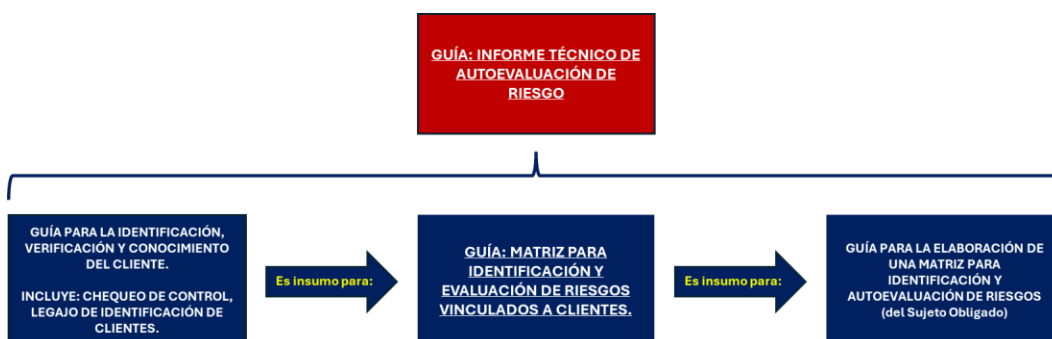 GUÍA: INFORME TÉCNICO DE
AUTOEVALUACIÓN DE
RIESGO
GUÍA PARA LA IDENTIFICACIÓN,
VERIFICACIÓN Y CONOCIMIENTO
DEL CLIENTE.
INCLUYE: CHEQUEO DE CONTROL,
LEGAJO DE IDENTIFICACIÓN DE
CLIENTES.
Es insumo para:
GUÍA: MATRIZ PARA
IDENTIFICACIÓN Y
EVALUACIÓN DE RIESGOS
VINCULADOS A CLIENTES.
Es insumo para:
GUÍA PARA LA ELABORACIÓN DE
UNA MATRIZ PARA
IDENTIFICACIÓN Y
AUTOEVALUACIÓN DE RIESGOS
(del Sujeto Obligado)